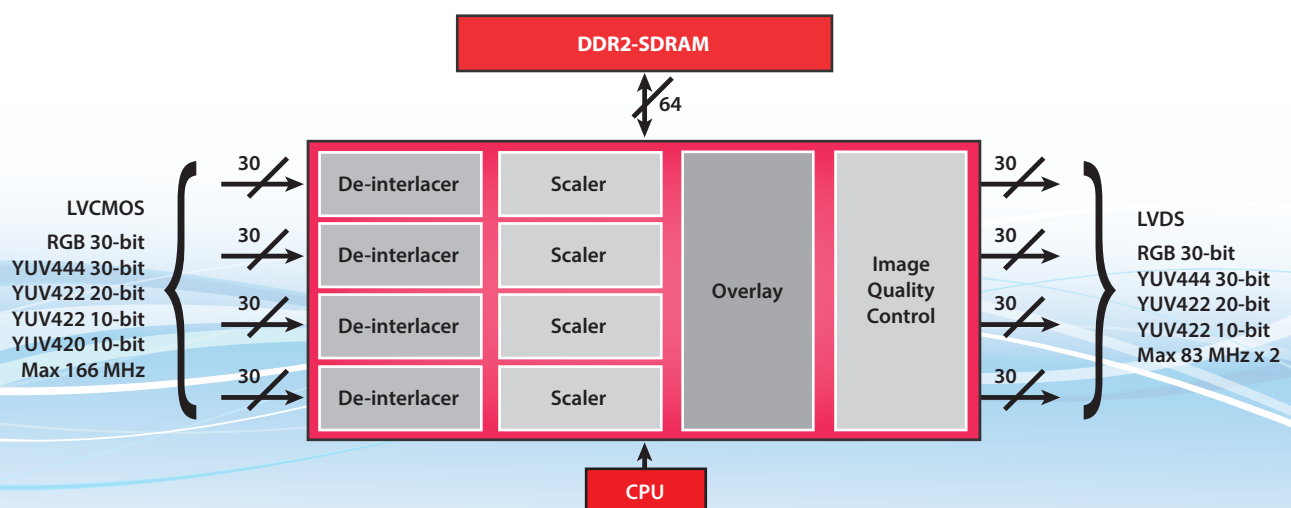 DDR2-SDRAM
64
LVCMOS
RGB 30-bit
YUV444 30-bit
YUV422 20-bit
YUV422 10-bit
YUV420 10-bit
Max 166 MHz
30
30
30
30
De-interlacer
De-interlacer
De-interlacer
De-interlacer
Scaler
Scaler
Scaler
Scaler
Overlay
Image
Quality
Control
30
30
30
30
LVDS
RGB 30-bit
YUV444 30-bit
YUV422 20-bit
YUV422 10-bit
Max 83 MHz x 2
CPU